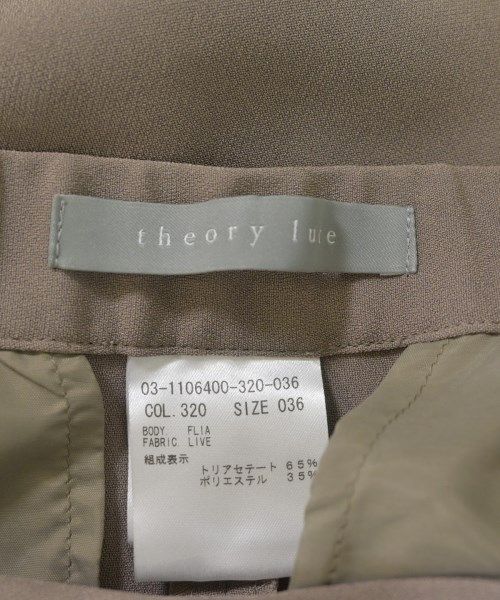 theory luxe
03-1106400-320-036
COL. 320 SIZE 036
BODY FLIA
FABRIC LIVE
組成表示
トリアセテート 65%
ポリエステル 35%